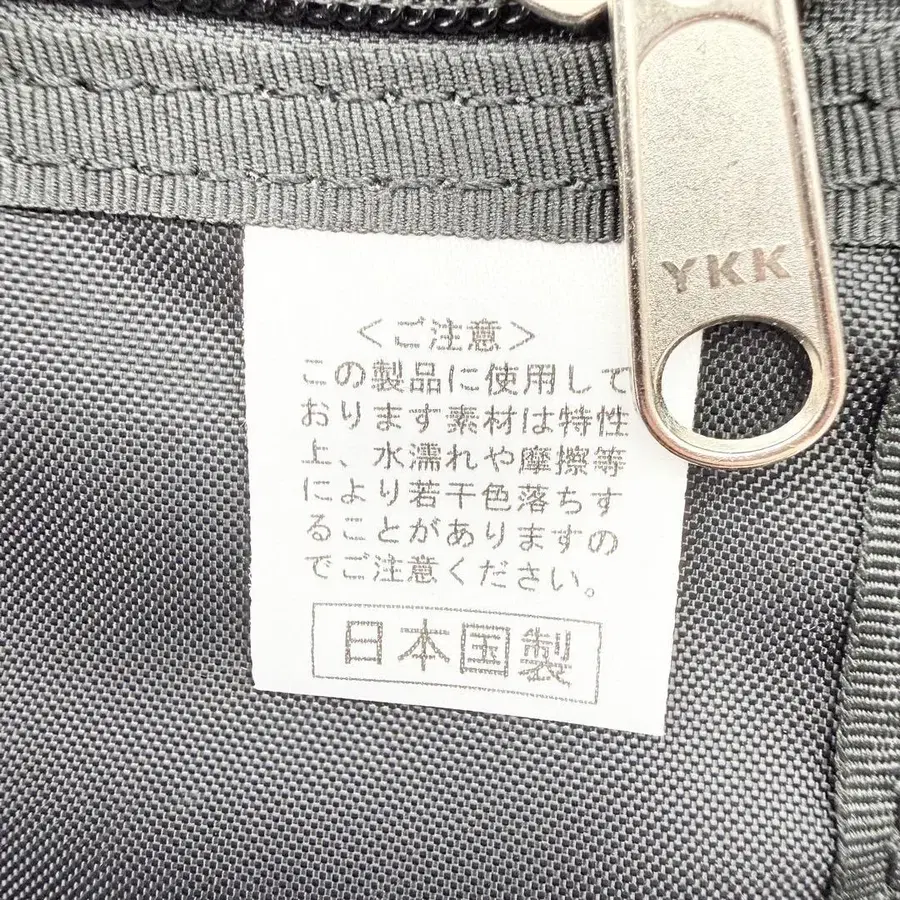 YKK
＜ご注意＞
この製品に使用して
おります素材は特性
上、水濡れや摩擦等
により若干色落ちす
ることがありますの
でご注意ください。
日本国製